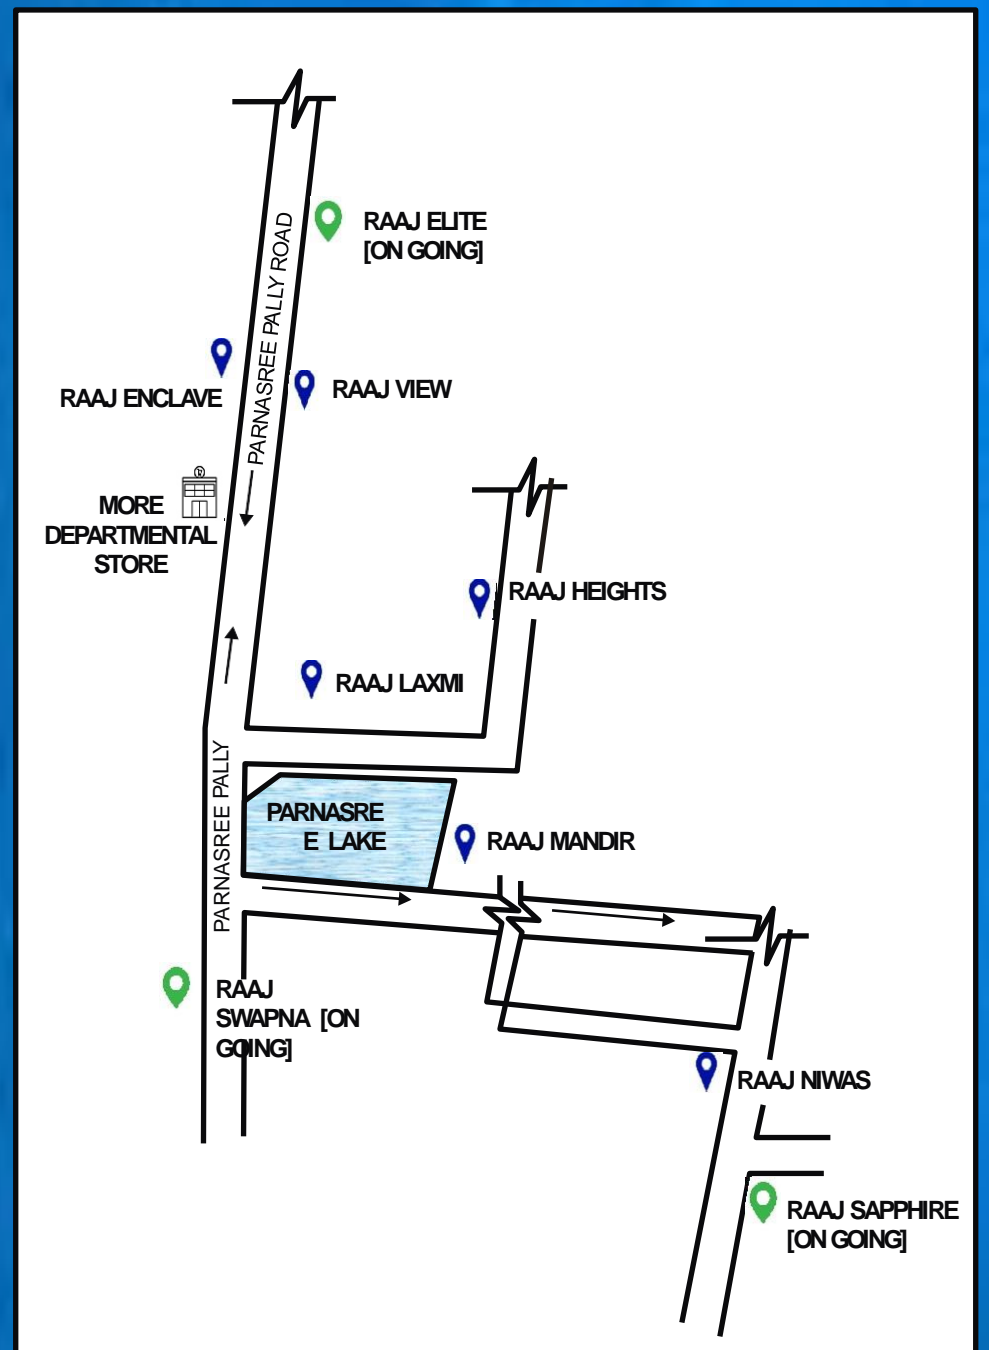 RAAJ ELITE
[ON GOING]
PARNASREE PALLY ROAD
RAAJ ENCLAVE
RAAJ VIEW
MORE
DEPARTMENTAL
STORE
RAAJ HEIGHTS
RAAJ LAXMI
PARNASREE PALLY
PARNASRE
E LAKE
RAAJ MANDIR
RAAJ
SWAPNA [ON
GOING]
RAAJ NIWAS
RAAJ SAPPHIRE
[ON GOING]